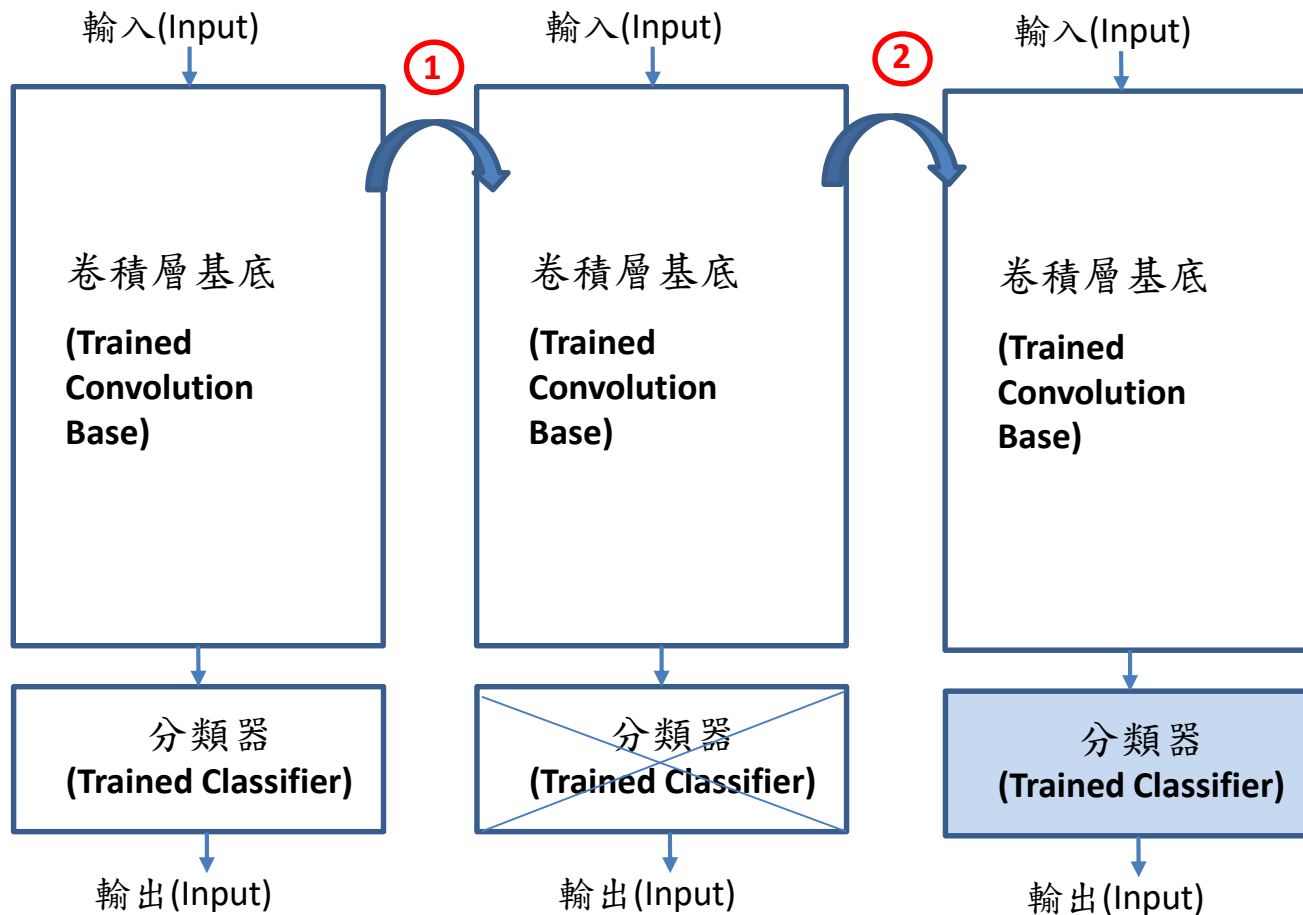 輸入(Input)
1
輸入(Input)
2
輸入(Input)
卷積層基底
(Trained
Convolution
Base)
卷積層基底
(Trained
Convolution
Base)
卷積層基底
(Trained
Convolution
Base)
分類器
(Trained Classifier)
分類器
(Trained Classifier)
分類器
(Trained Classifier)
輸出(Input)
輸出(Input)
輸出(Input)